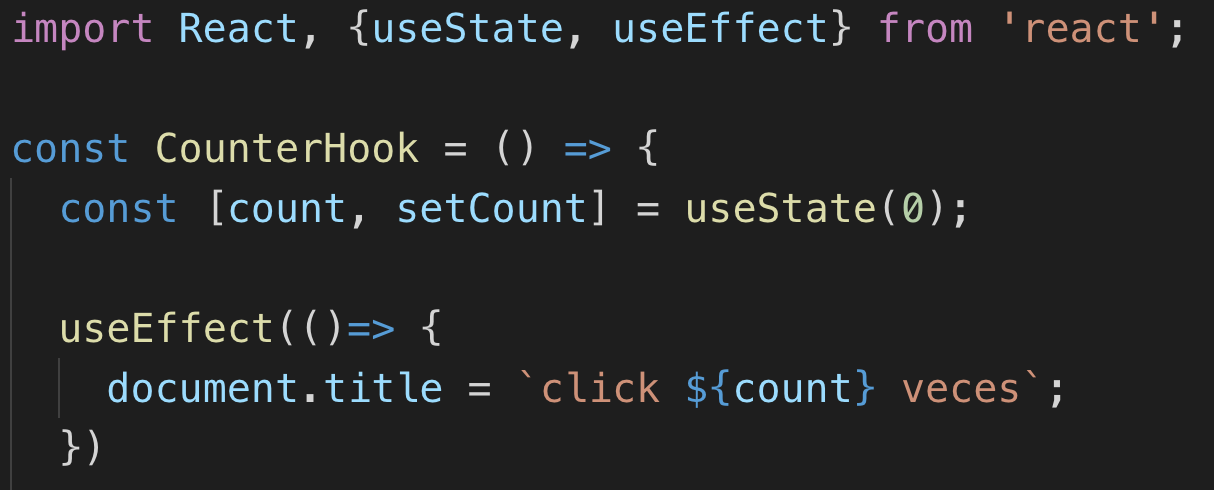 import React, {useState, useEffect} from 'react';
const CounterHook = () => {
const [count, setCount] = useState(0);
useEffect(()=> {
document.title = `click ${count} veces`;
})